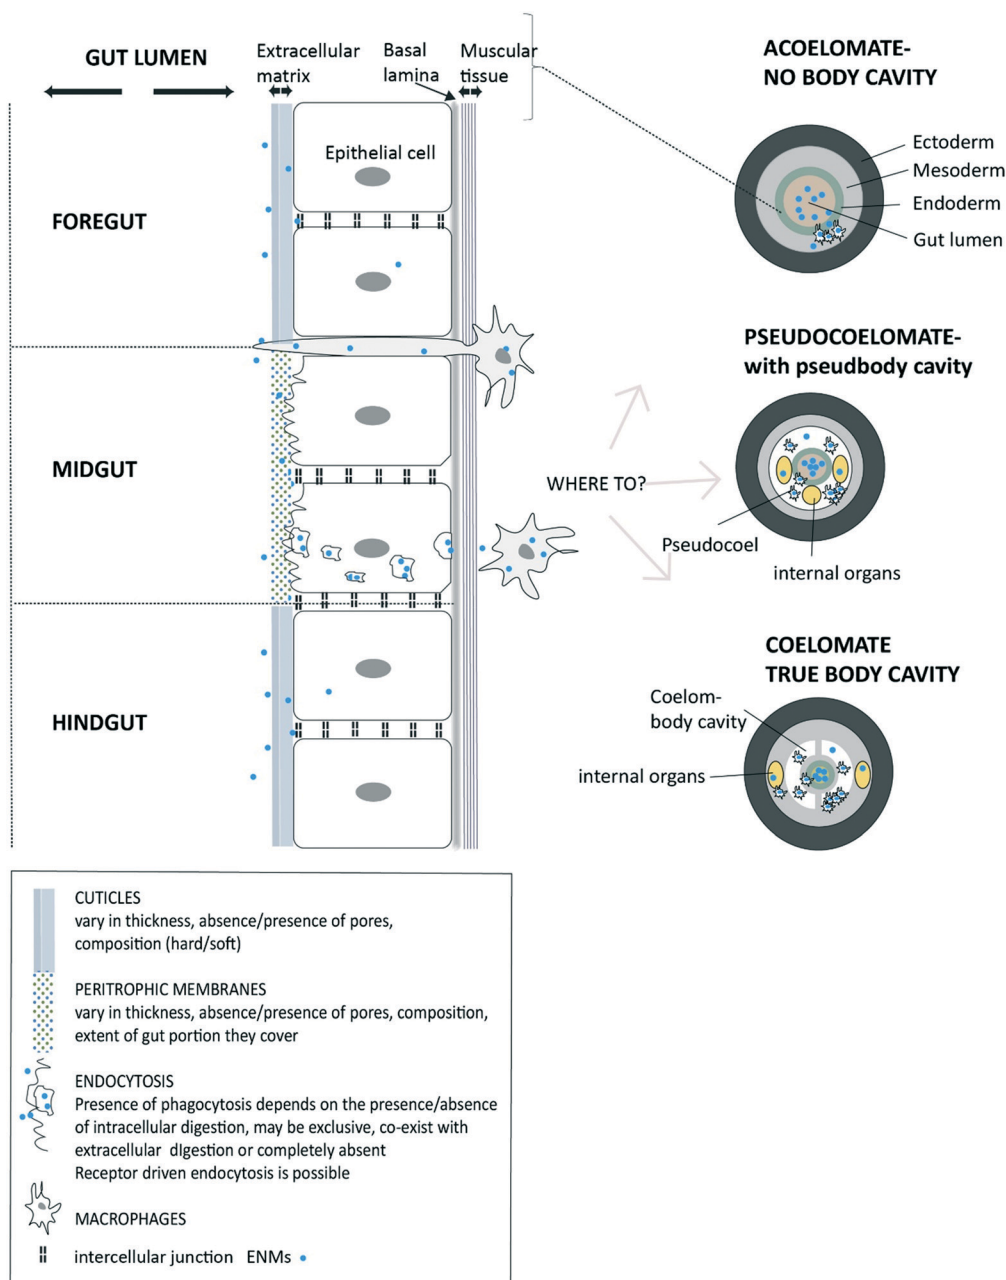 GUT LUMEN
Extracellular
matrix
Basal
lamina
Muscular
tissue
Epithelial cell
FOREGUT
MIDGUT
HINDGUT
WHERE TO?
ACOELOMATE-
NO BODY CAVITY
Ectoderm
Mesoderm
Endoderm
Gut lumen
PSEUDOCOELOMATE-
with pseudbody cavity
Pseudocoel
internal organs
COELOMATE
TRUE BODY CAVITY
Coelom-
body cavity
internal organs
CUTICLES
vary in thickness, absence/presence of pores,
composition (hard/soft)
PERITROPHIC MEMBRANES
vary in thickness, absence/presence of pores, composition,
extent of gut portion they cover
ENDOCYTOSIS
Presence of phagocytosis depends on the presence/absence
of intracellular digestion, may be exclusive, co-exist with
extracellular dIgestion or completely absent
Receptor driven endocytosis is possible
MACROPHAGES
intercellular junction ENMs